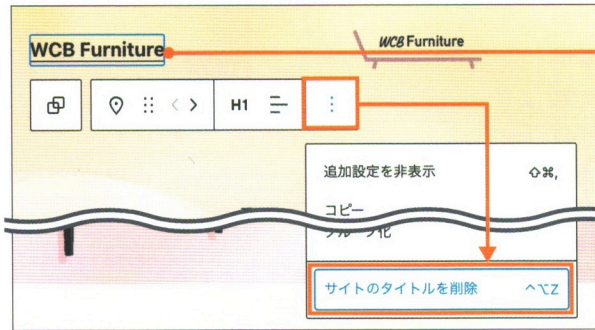 WCB Furniture
WCB Furniture
H1
追加設定を非表示 ⇧⌘,
コピー
グループ化
サイトのタイトルを削除 ^⌥Z